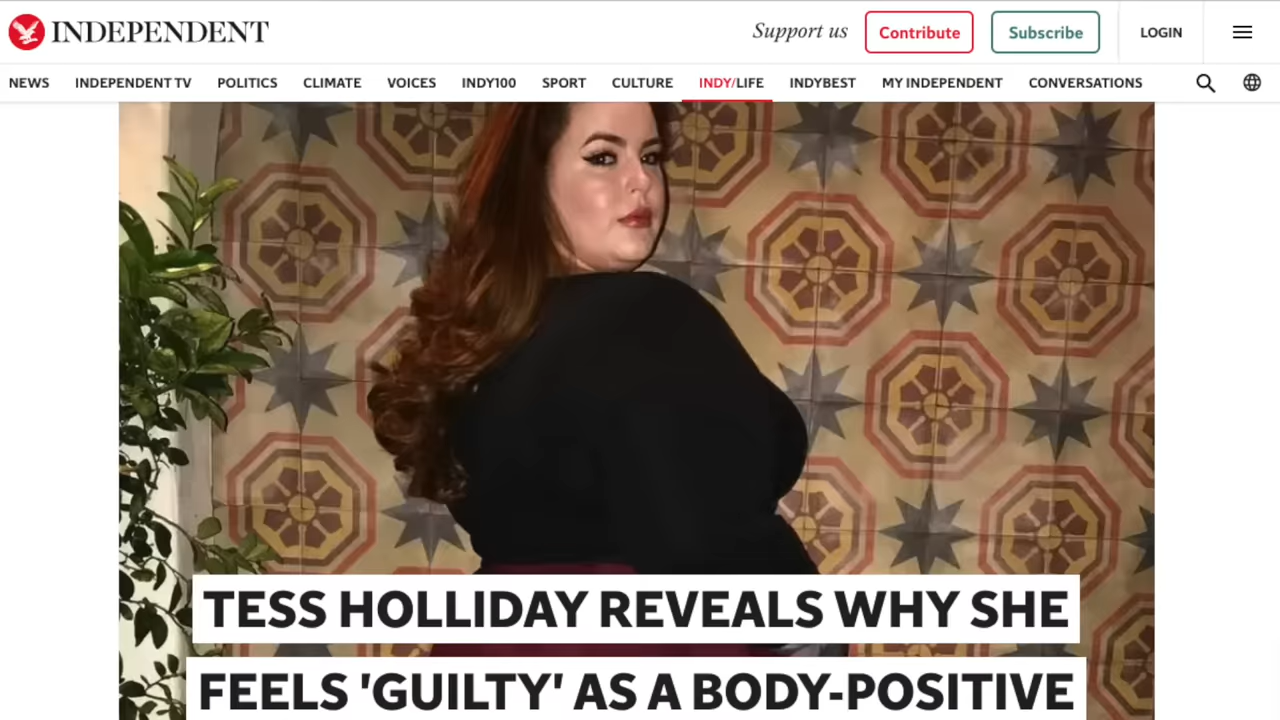 INDEPENDENT
Support us
Contribute
Subscribe
LOGIN
NEWS INDEPENDENT TV POLITICS CLIMATE VOICES INDY100 SPORT CULTURE INDY/LIFE INDYBEST MY INDEPENDENT CONVERSATIONS
TESS HOLLIDAY REVEALS WHY SHE
FEELS 'GUILTY' AS A BODY-POSITIVE